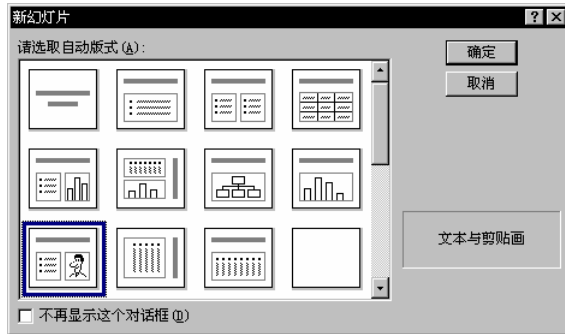 新幻灯片
请选取自动版式(A):
确定
取消
文本与剪贴画
不再显示这个对话框(D)